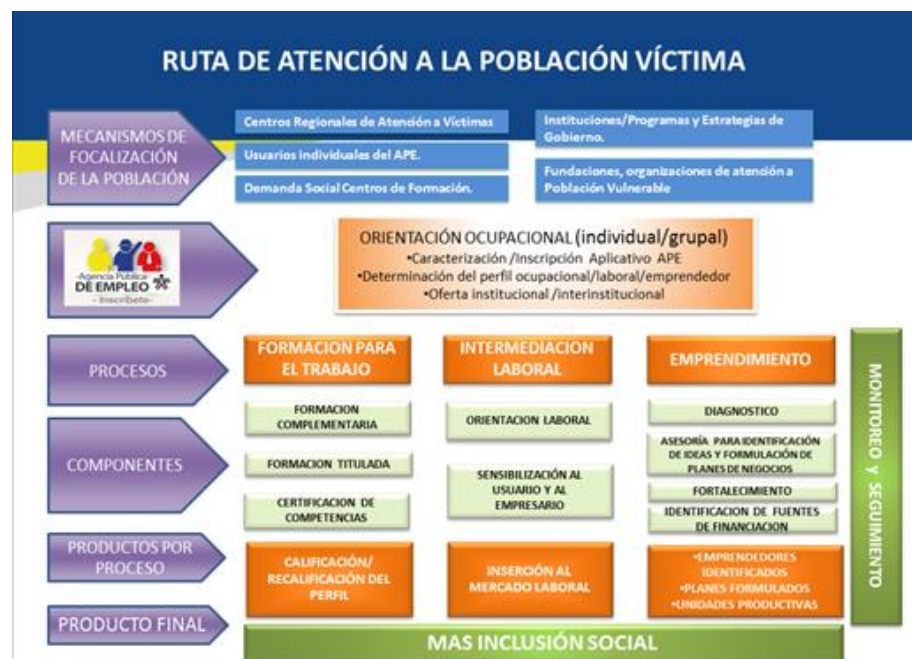 RUTA DE ATENCIÓN A LA POBLACIÓN VÍCTIMA
MECANISMOS DE
FOCALIZACIÓN
DE LA POBLACIÓN
Centros Regionales de Atención a Víctimas
Usuarios individuales del APE.
Demanda Social Centros de Formación.
Instituciones/Programas y Estrategias de
Gobierno.
Fundaciones, organizaciones de atención a
Población Vulnerable
-Agencia Pública-
DE EMPLEO
- Inscríbete-
ORIENTACIÓN OCUPACIONAL (individual/grupal)
•Caracterización /Inscripción Aplicativo APE
•Determinación del perfil ocupacional/laboral/emprendedor
•Oferta institucional /interinstitucional
PROCESOS
FORMACION PARA
EL TRABAJO
INTERMEDIACION
LABORAL
EMPRENDIMIENTO
COMPONENTES
FORMACION
COMPLEMENTARIA
FORMACION TITULADA
CERTIFICACION DE
COMPETENCIAS
ORIENTACION LABORAL
SENSIBILIZACIÓN AL
USUARIO Y AL
EMPRESARIO
DIAGNOSTICO
ASESORÍA PARA IDENTIFICACIÓN
DE IDEAS Y FORMULACIÓN DE
PLANES DE NEGOCIOS
FORTALECIMIENTO
IDENTIFICACION DE FUENTES
DE FINANCIACION
PRODUCTOS POR
PROCESO
CALIFICACIÓN/
RECALIFICACIÓN DEL
PERFIL
INSERCIÓN AL
MERCADO LABORAL
•EMPRENDEDORES
IDENTIFICADOS
•PLANES FORMULADOS
•UNIDADES PRODUCTIVAS
PRODUCTO FINAL
MAS INCLUSIÓN SOCIAL
MONITOREO y SEGUIMIENTO